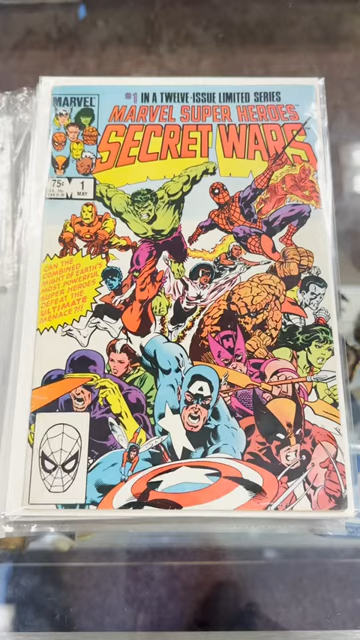 #1 IN A TWELVE-ISSUE LIMITED SERIES
MARVEL
MARVEL SUPER HEROES
SECRET WARS
75¢
1
MAY
CAN THE
COMBINED
MIGHT OF EARTH'S
MOST POWERFUL
SUPER HEROES
DEFEAT THE
ULTIMATE
MENACE?!!